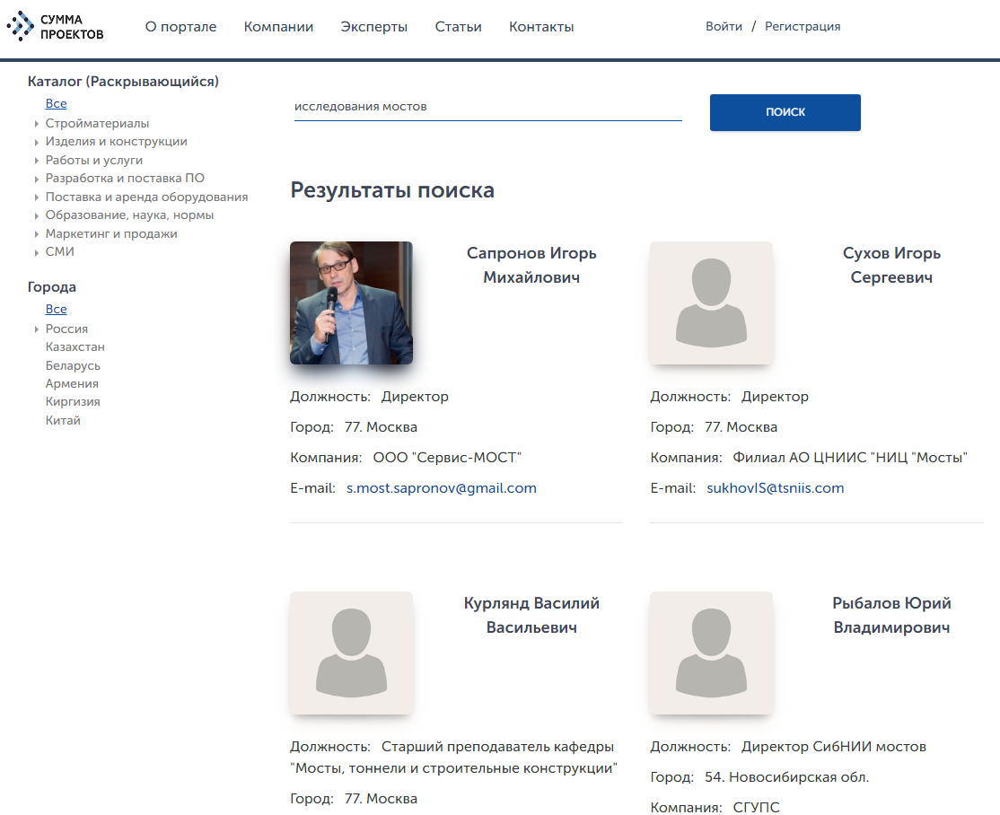 СУММА
ПРОЕКТОВ
О портале Компании Эксперты Статьи Контакты Войти / Регистрация
Каталог (Раскрывающийся)
Все
Стройматериалы
Изделия и конструкции
Работы и услуги
Разработка и поставка ПО
Поставка и аренда оборудования
Образование, наука, нормы
Маркетинг и продажи
СМИ
Города
Все
Россия
Казахстан
Беларусь
Армения
Киргизия
Китай
исследования мостов
ПОИСК
Результаты поиска
Сапронов Игорь
Михайлович
Должность: Директор
Город: 77. Москва
Компания: ООО "Сервис-МОСТ"
E-mail: s.most.sapronov@gmail.com
Сухов Игорь
Сергеевич
Должность: Директор
Город: 77. Москва
Компания: Филиал АО ЦНИИС "НИЦ "Мосты"
E-mail: sukhovIS@tsniis.com
Курлянд Василий
Васильевич
Должность: Старший преподаватель кафедры
"Мосты, тоннели и строительные конструкции"
Город: 77. Москва
Рыбалов Юрий
Владимирович
Должность: Директор СибНИИ мостов
Город: 54. Новосибирская обл.
Компания: СГУПС